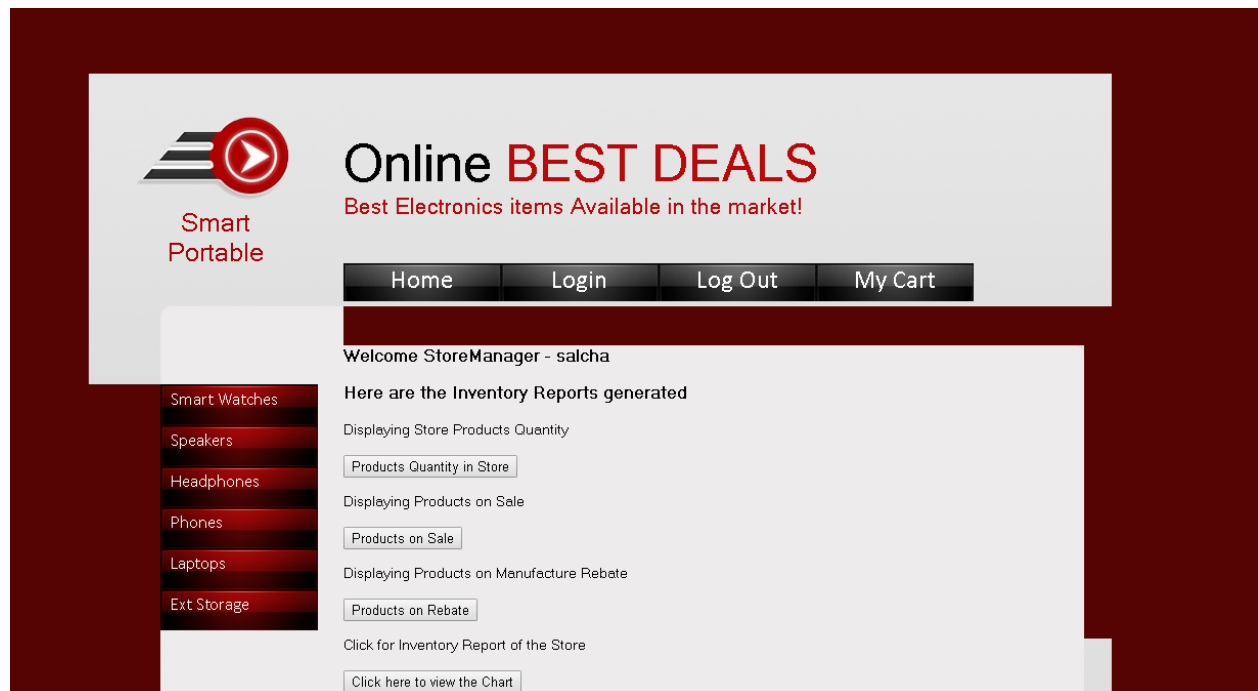 Online BEST DEALS
Best Electronics items Available in the market!
Smart
Portable
Home
Login
Log Out
My Cart
Welcome StoreManager - salcha
Here are the Inventory Reports generated
Smart Watches
Speakers
Headphones
Phones
Laptops
Ext Storage
Displaying Store Products Quantity
Products Quantity in Store
Displaying Products on Sale
Products on Sale
Displaying Products on Manufacture Rebate
Products on Rebate
Click for Inventory Report of the Store
Click here to view the Chart